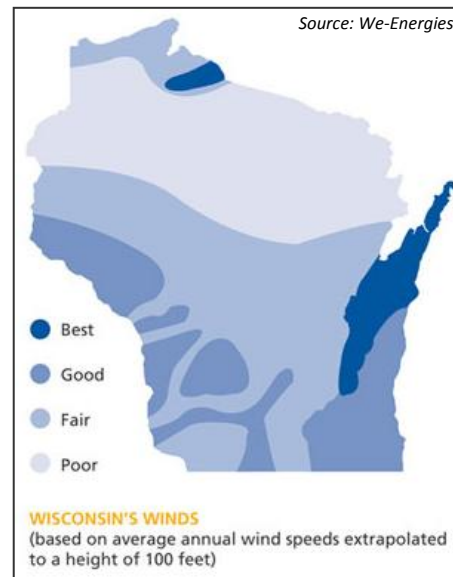 Source: We-Energies
Best
Good
Fair
Poor
WISCONSIN'S WINDS
(based on average annual wind speeds extrapolated
to a height of 100 feet)